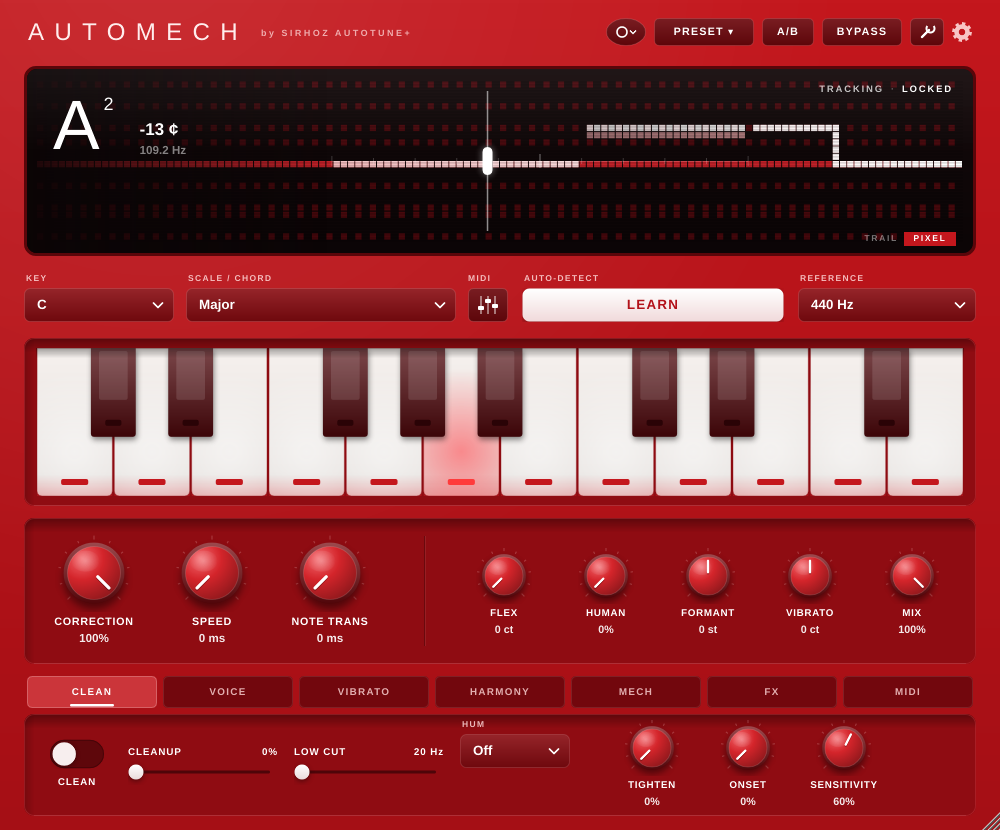 AUTOMECH by SIRHOZ AUTOTUNE+ PRESET ▾ A/B BYPASS
TRACKING · LOCKED
A2
-13 ¢
109.2 Hz
TRAIL PIXEL
KEY SCALE / CHORD MIDI AUTO-DETECT REFERENCE
C Major LEARN 440 Hz
CORRECTION SPEED NOTE TRANS FLEX HUMAN FORMANT VIBRATO MIX
100% 0 ms 0 ms 0 ct 0% 0 st 0 ct 100%
CLEAN VOICE VIBRATO HARMONY MECH FX MIDI
HUM
CLEANUP 0% LOW CUT 20 Hz Off
CLEAN TIGHTEN ONSET SENSITIVITY
0% 0% 60%